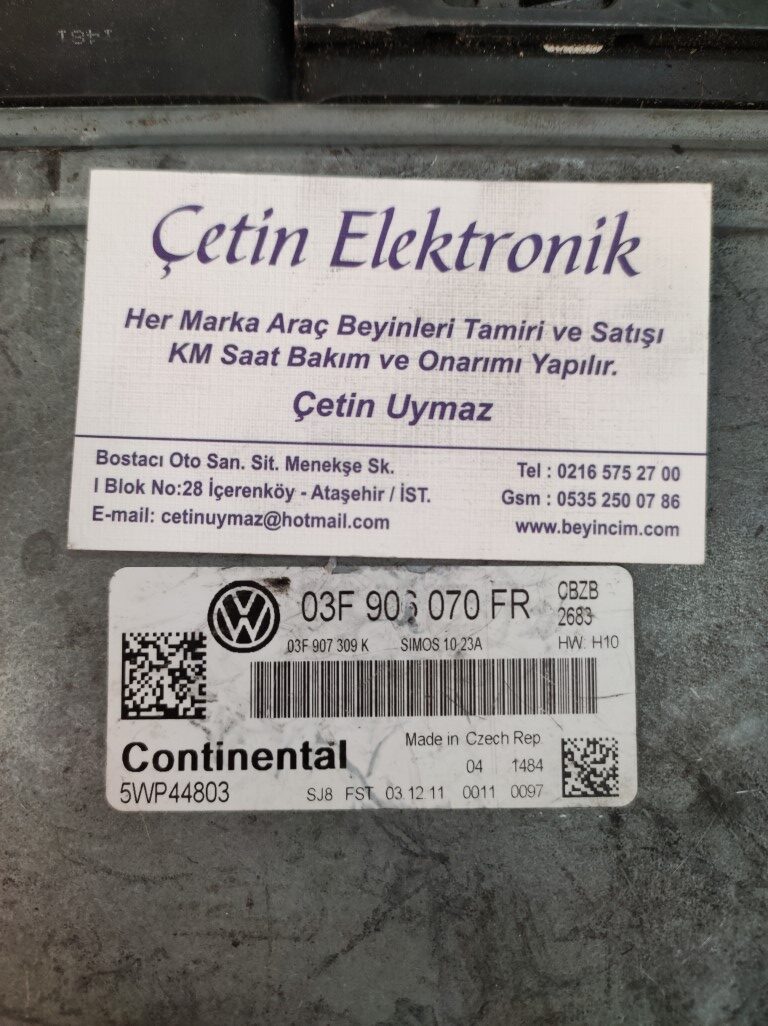 1481
Çetin Elektronik
Her Marka Araç Beyinleri Tamiri ve Satışı
KM Saat Bakım ve Onarımı Yapılır.
Çetin Uymaz
Bostacı Oto San. Sit. Menekşe Sk.
I Blok No:28 İçerenköy - Ataşehir / İST.
E-mail: cetinuymaz@hotmail.com
Tel : 0216 575 27 00
Gsm : 0535 250 07 86
www.beyincim.com
03F 906 070 FR
CBZB
2683
03F 907 309 K SIMOS 10 23A HW: H10
Continental
5WP44803
Made in Czech Rep
04 1484
SJ8 FST 03 12 11 0011 0097